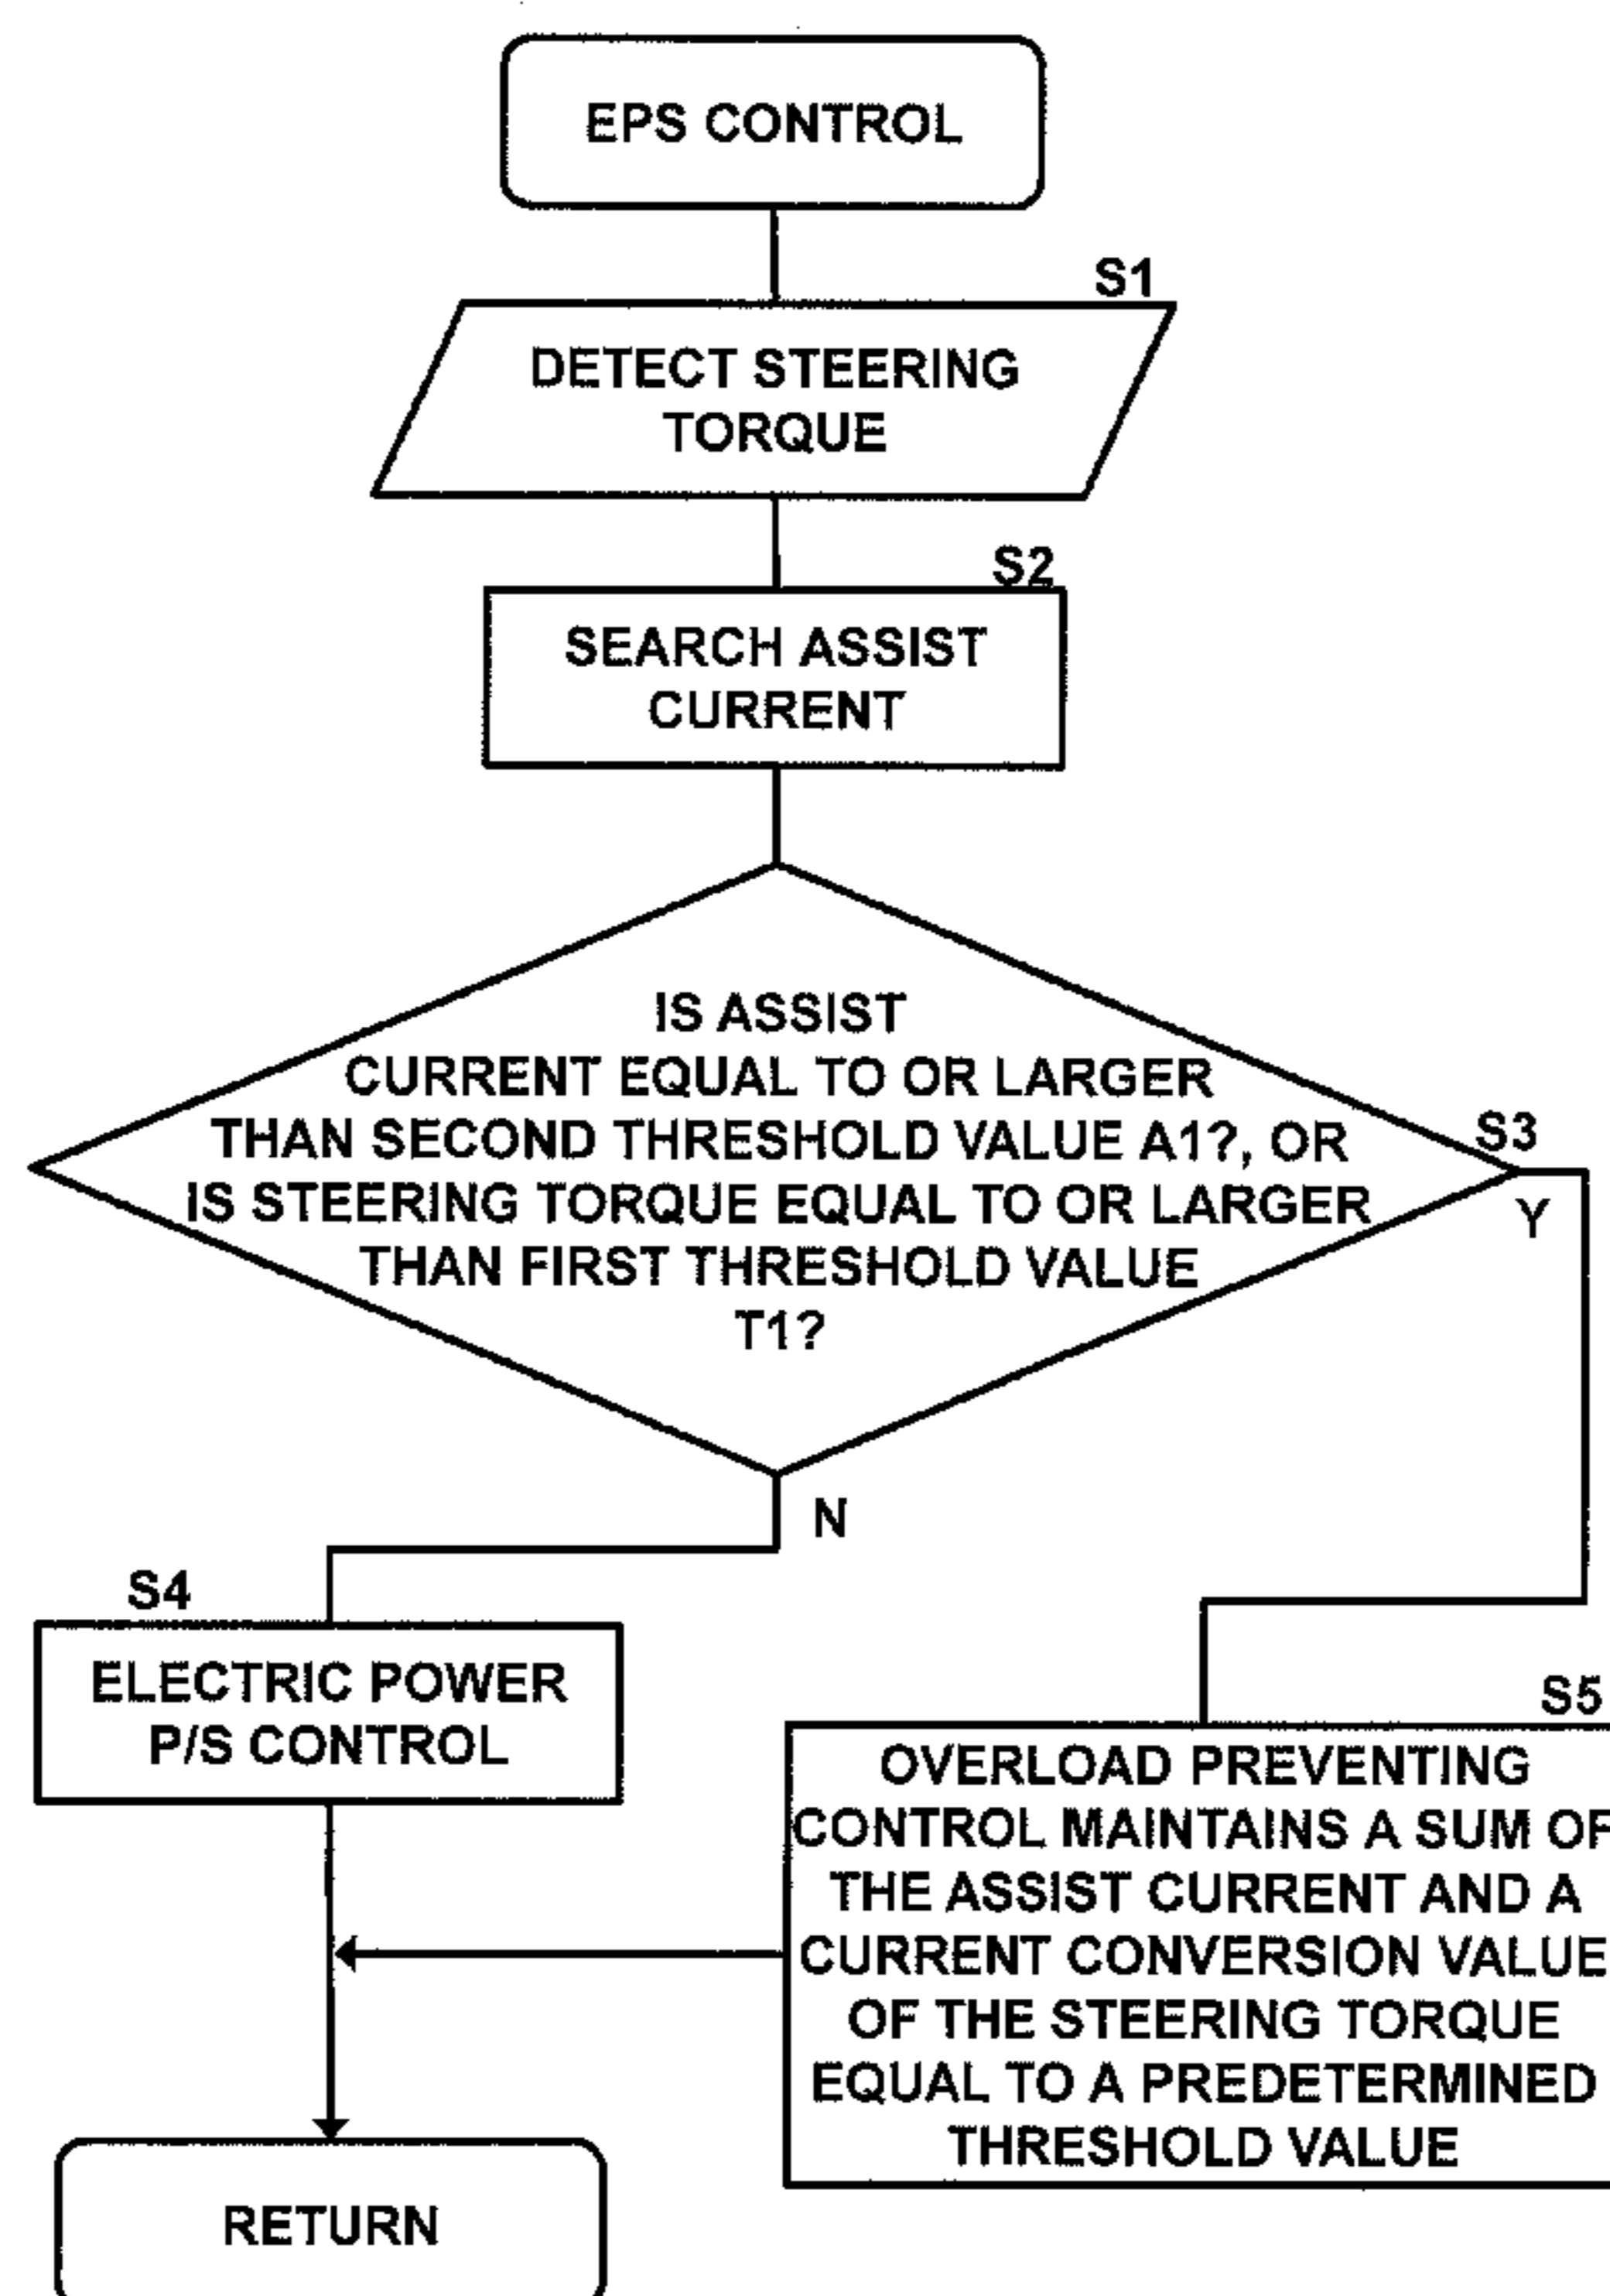 EPS CONTROL
S1
DETECT STEERING
TORQUE
S2
SEARCH ASSIST
CURRENT
IS ASSIST
CURRENT EQUAL TO OR LARGER
THAN SECOND THRESHOLD VALUE A1?, OR
IS STEERING TORQUE EQUAL TO OR LARGER
THAN FIRST THRESHOLD VALUE
T1?
S3
Y
N
S4
ELECTRIC POWER
P/S CONTROL
S5
OVERLOAD PREVENTING
CONTROL MAINTAINS A SUM OF
THE ASSIST CURRENT AND A
CURRENT CONVERSION VALUE
OF THE STEERING TORQUE
EQUAL TO A PREDETERMINED
THRESHOLD VALUE
RETURN